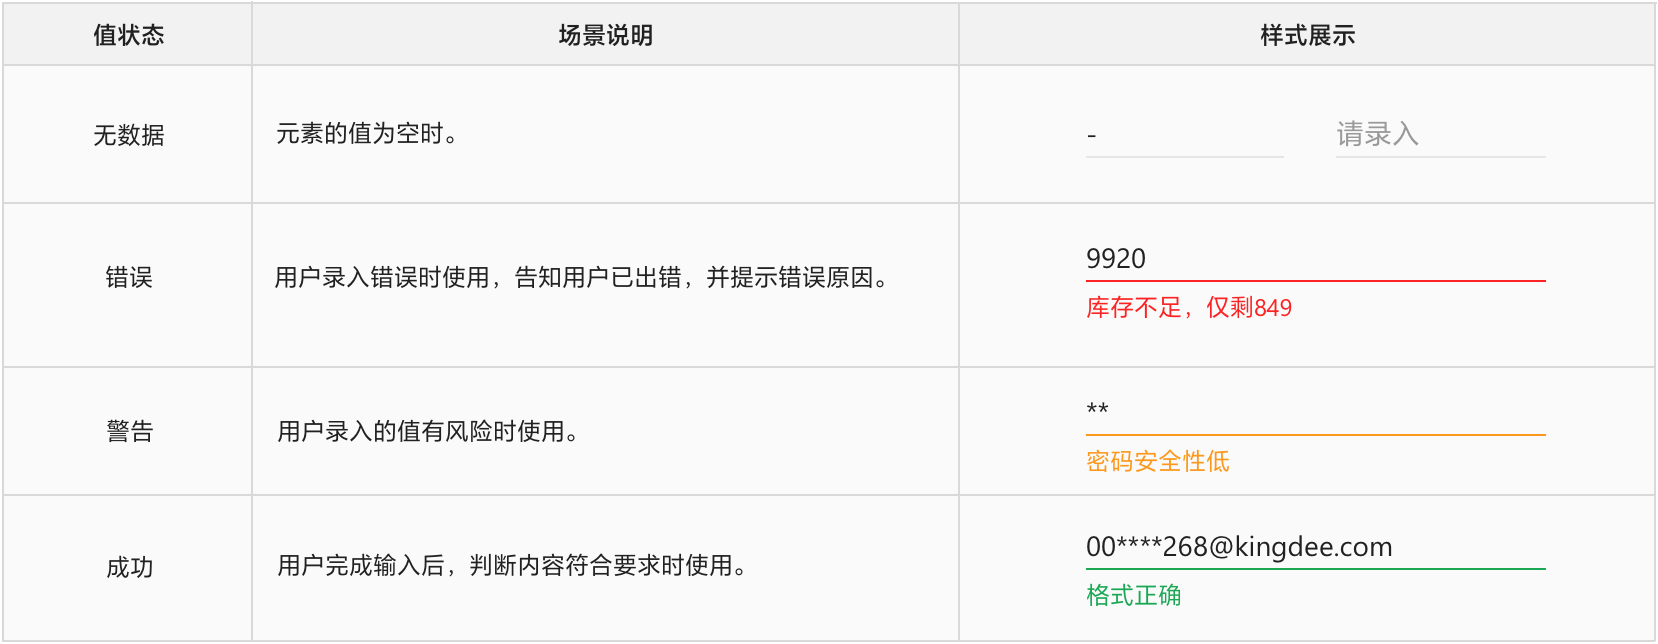 值状态 场景说明 样式展示
无数据 元素的值为空时。 - 请录入
错误 用户录入错误时使用，告知用户已出错，并提示错误原因。 9920
库存不足，仅剩849
警告 用户录入的值有风险时使用。 **
密码安全性低
成功 用户完成输入后，判断内容符合要求时使用。 00****268@kingdee.com
格式正确